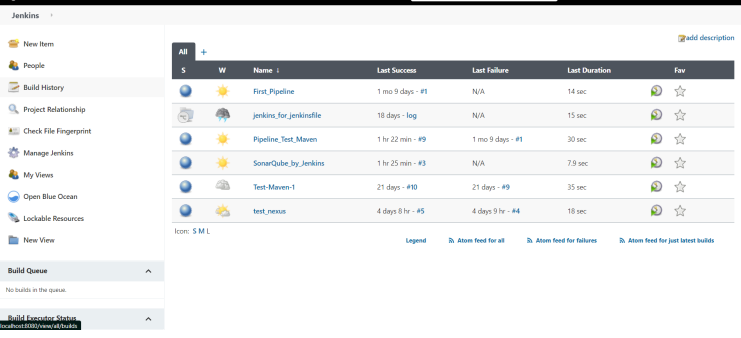 Jenkins
add description
New Item
People
Build History
Project Relationship
Check File Fingerprint
Manage Jenkins
My Views
Open Blue Ocean
Lockable Resources
New View
Build Queue
No builds in the queue.
Build Executor Status
localhost:8080/view/all/builds
All +
S W Name ↓ Last Success Last Failure Last Duration Fav
First_Pipeline 1 mo 9 days - #1 N/A 14 sec
jenkins_for_jenkinsfile 18 days - log N/A 15 sec
Pipeline_Test_Maven 1 hr 22 min - #9 1 mo 9 days - #1 30 sec
SonarQube_by_Jenkins 1 hr 25 min - #3 N/A 7.9 sec
Test-Maven-1 21 days - #10 21 days - #9 35 sec
test_nexus 4 days 8 hr - #5 4 days 9 hr - #4 18 sec
Icon: S M L
Legend Atom feed for all Atom feed for failures Atom feed for just latest builds